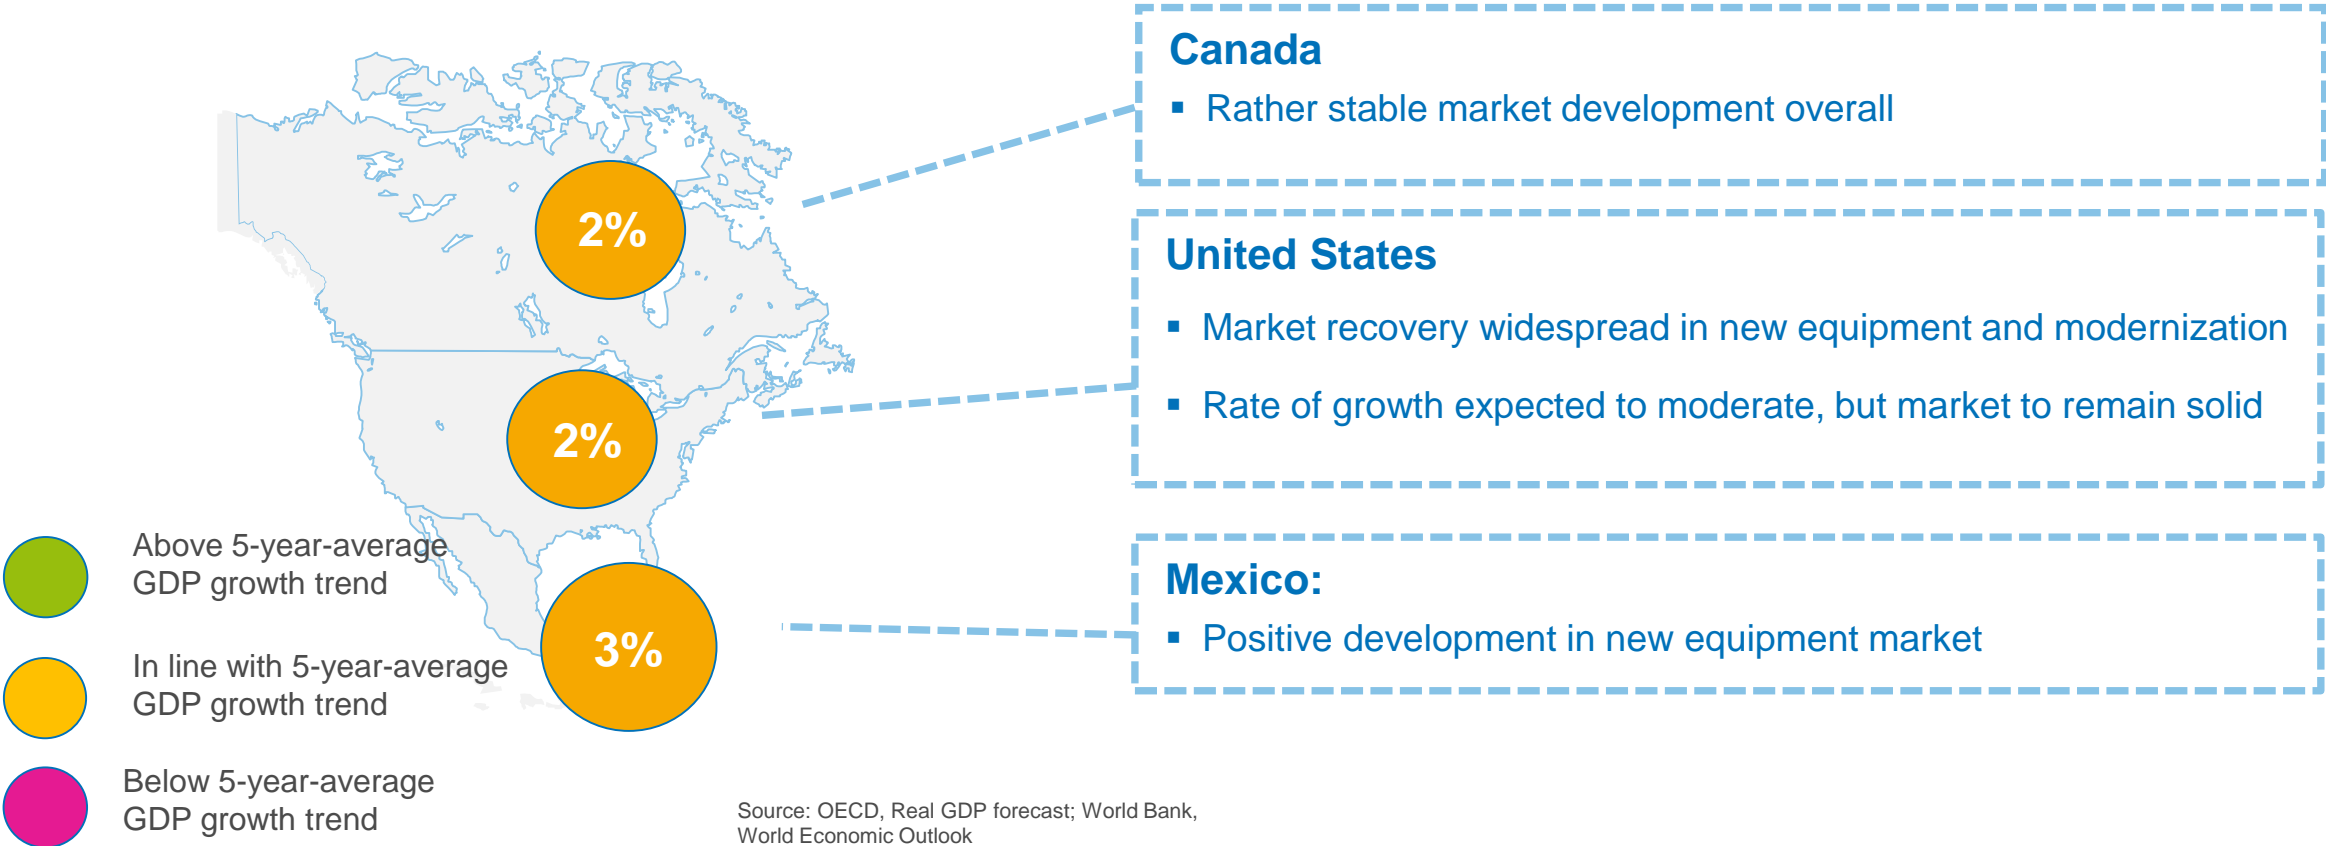 Canada
▪ Rather stable market development overall
United States
▪ Market recovery widespread in new equipment and modernization
▪ Rate of growth expected to moderate, but market to remain solid
Mexico:
▪ Positive development in new equipment market
2%
2%
3%
Above 5-year-average
GDP growth trend
In line with 5-year-average
GDP growth trend
Below 5-year-average
GDP growth trend
Source: OECD, Real GDP forecast; World Bank,
World Economic Outlook